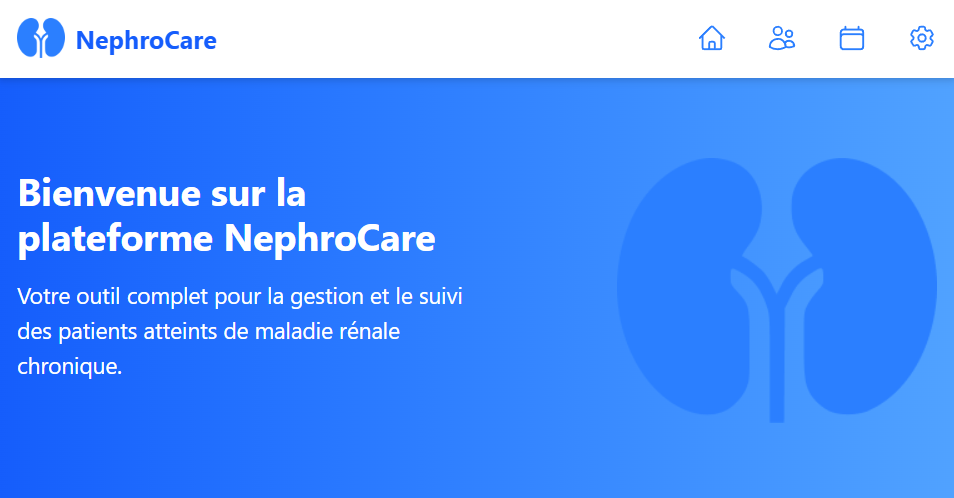 NephroCare
Bienvenue sur la
plateforme NephroCare
Votre outil complet pour la gestion et le suivi
des patients atteints de maladie rénale
chronique.